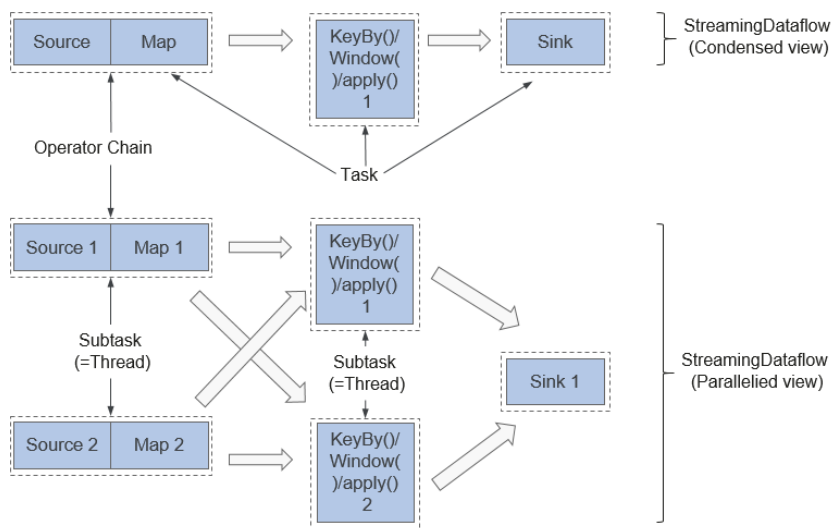 Source
Map
KeyBy()/
Window(
)/apply()
1
Sink
StreamingDataflow
(Condensed view)
Operator Chain
Task
Source 1
Map 1
KeyBy()/
Window(
)/apply()
1
Subtask
(=Thread)
Subtask
(=Thread)
Sink 1
StreamingDataflow
(Parallelied view)
Source 2
Map 2
KeyBy()/
Window(
)/apply()
2